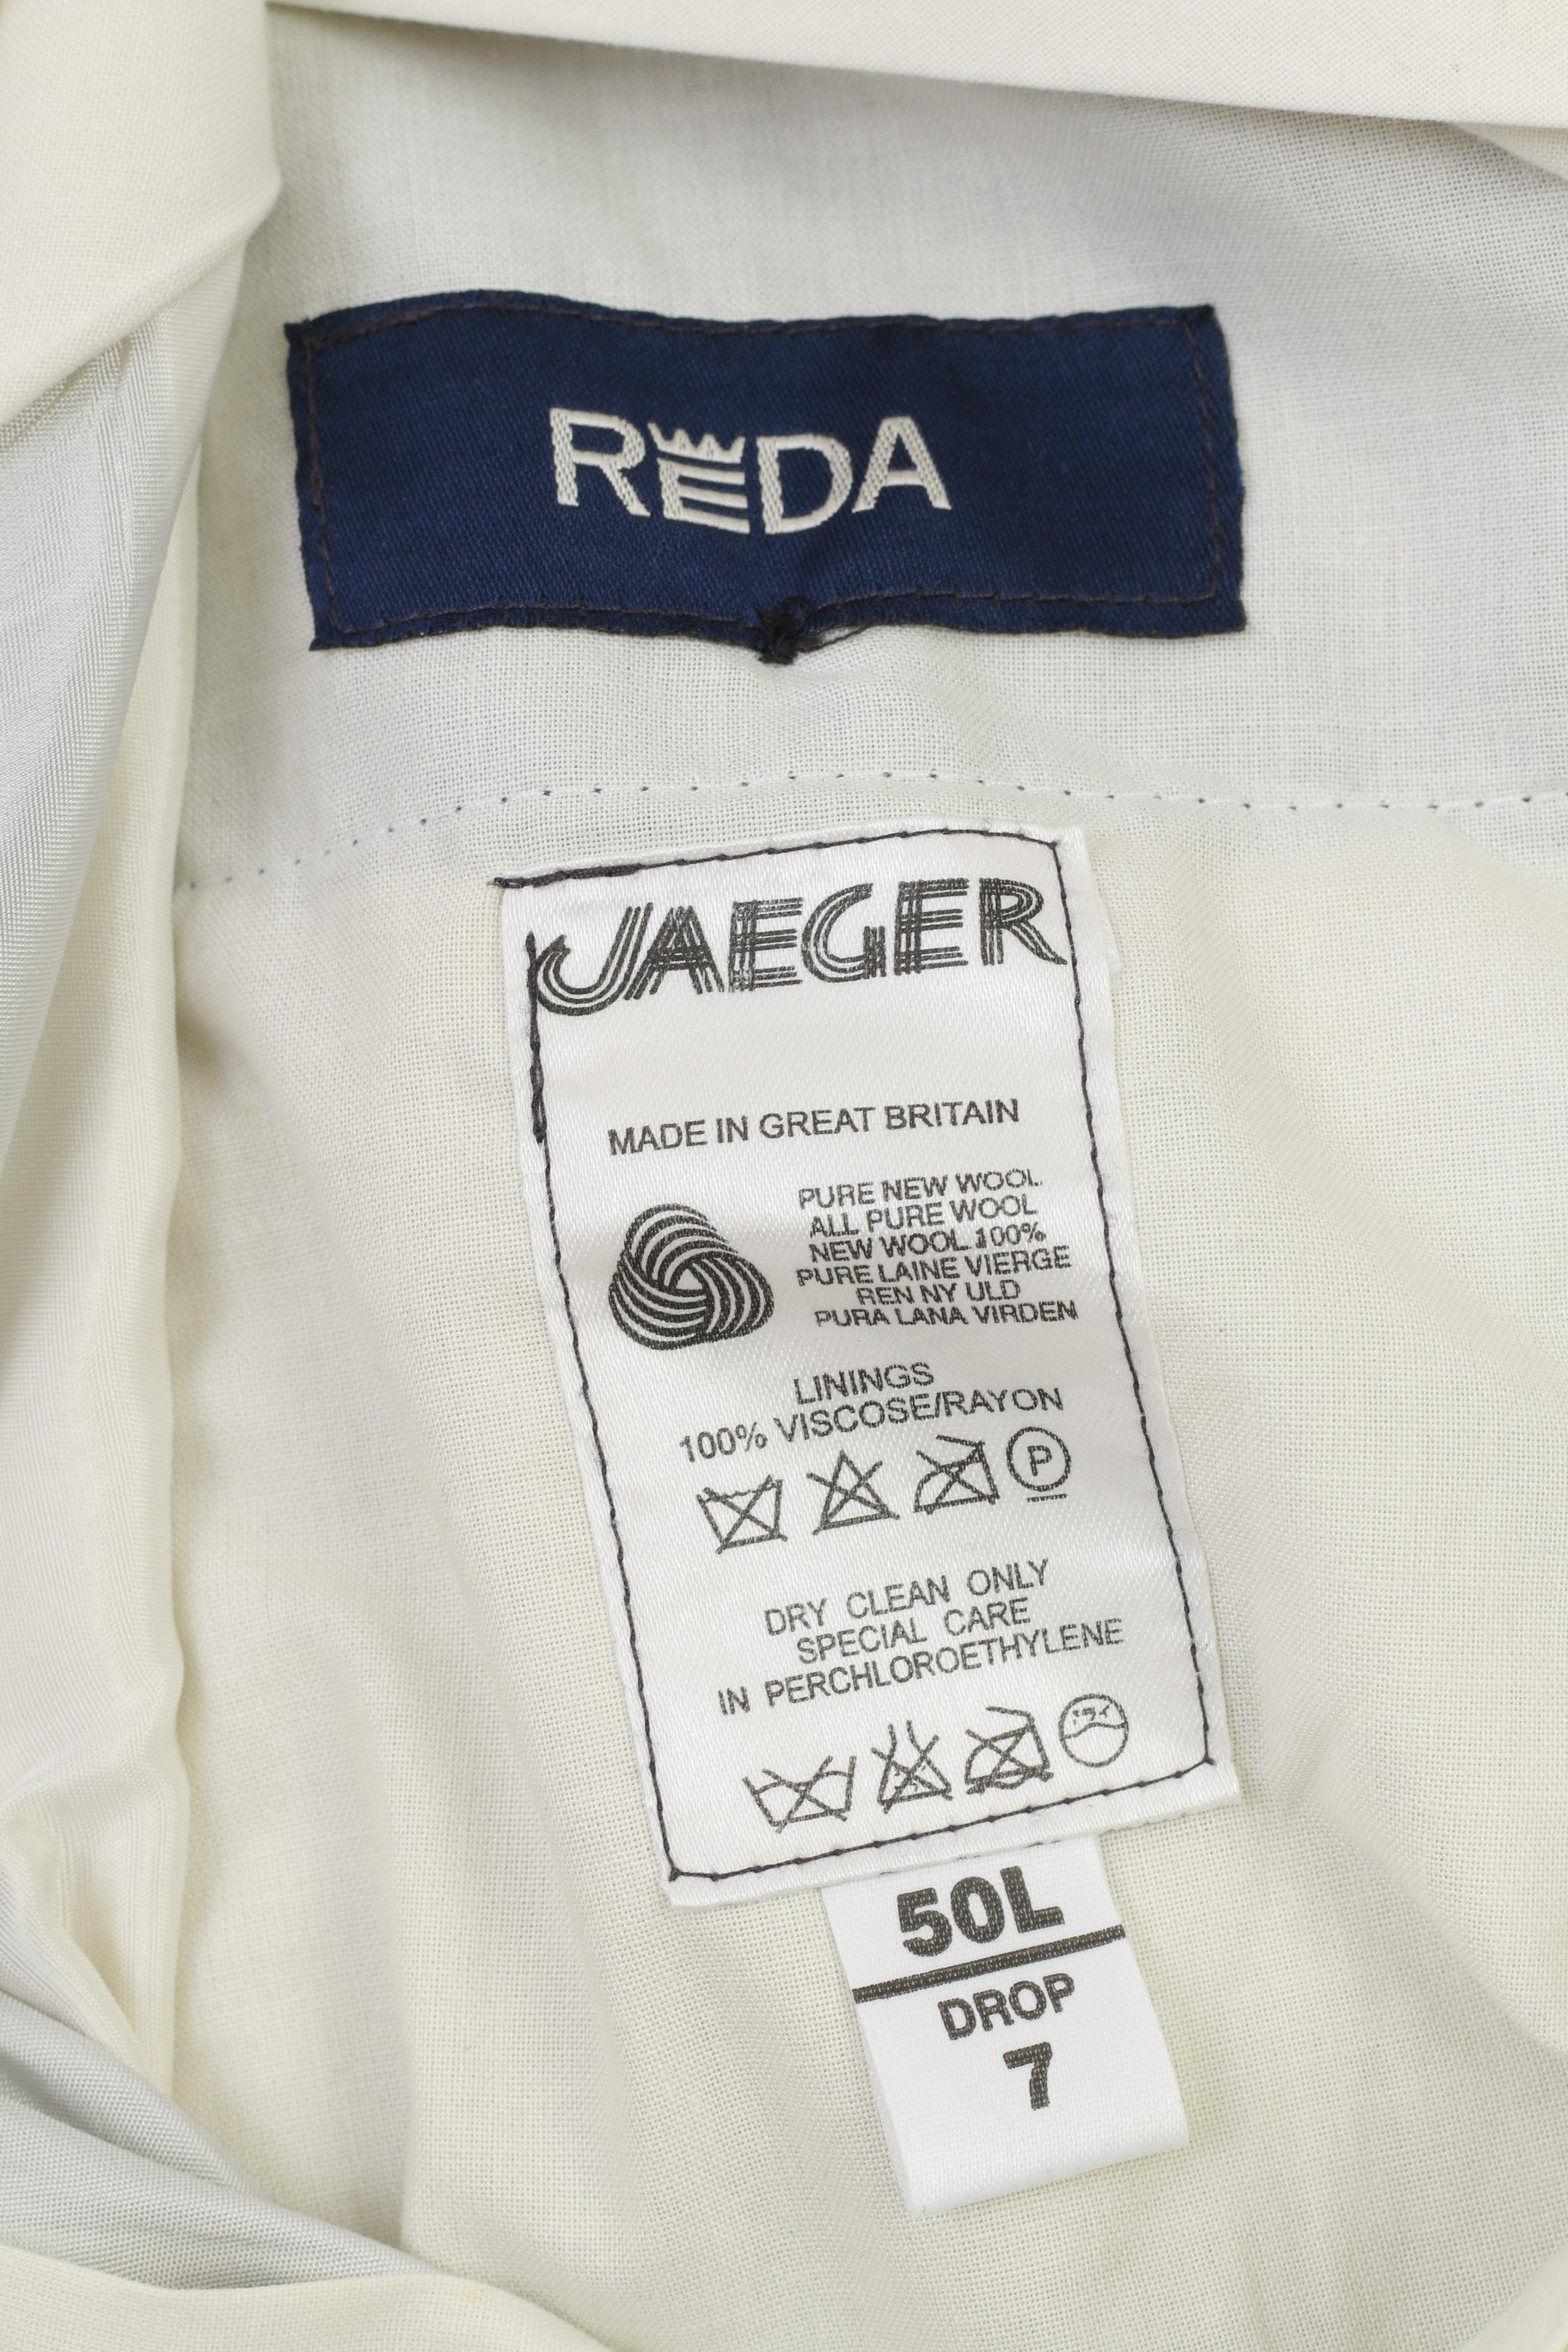 REDA
JAEGER
MADE IN GREAT BRITAIN
PURE NEW WOOL
ALL PURE WOOL
NEW WOOL 100%
PURE LAINE VIERGE
REN NY ULD
PURA LANA VIRDEN
LININGS
100% VISCOSE/RAYON
P
DRY CLEAN ONLY
SPECIAL CARE
IN PERCHLOROETHYLENE
50L
DROP
7